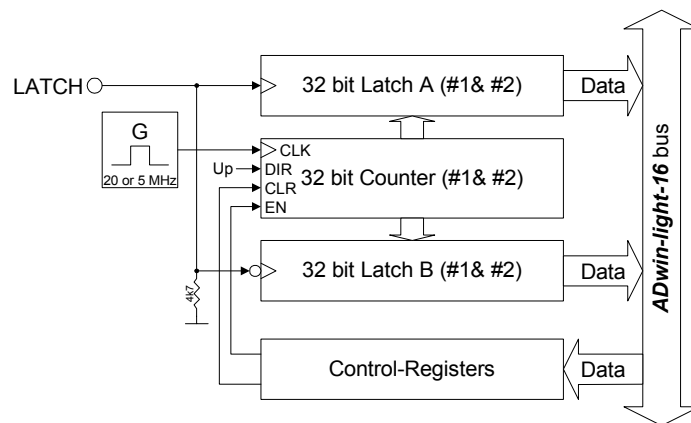 32 bit Latch A (#1& #2)
Data
LATCH
G
20 or 5 MHz
CLK
Up
DIR
CLR
EN
32 bit Counter (#1& #2)
ADwin-light-16 bus
32 bit Latch B (#1& #2)
Data
4k7
Control-Registers
Data